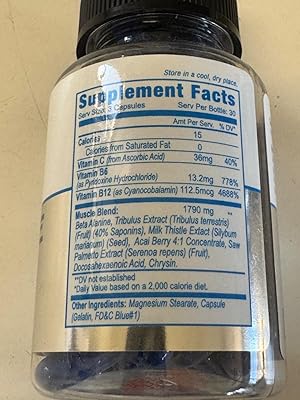 Store in a cool, dry place.
Supplement Facts
Serv Size: 3 Capsules Serv Per Bottle: 30
Amt Per Serv. % DV*
Calories 15
Calories from Saturated Fat 0
Vitamin C (from Ascorbic Acid) 36mg 40%
Vitamin B6
(as Pyridoxine Hydrochloride) 13.2mg 778%
Vitamin B12 (as Cyanocobalamin) 112.5mcg 4688%
Muscle Blend: 1790 mg **
Beta Alanine, Tribulus Extract (Tribulus terrestris)
(Fruit) (40% Saponins), Milk Thistle Extract (Silybum
marianum) (Seed), Acai Berry 4:1 Concentrate, Saw
Palmetto Extract (Serenoa repens) (Fruit),
Docosahexaenoic Acid, Chrysin.
**DV not established
*Daily Value based on a 2,000 calorie diet.
Other Ingredients: Magnesium Stearate, Capsule
(Gelatin, FD&C Blue#1)